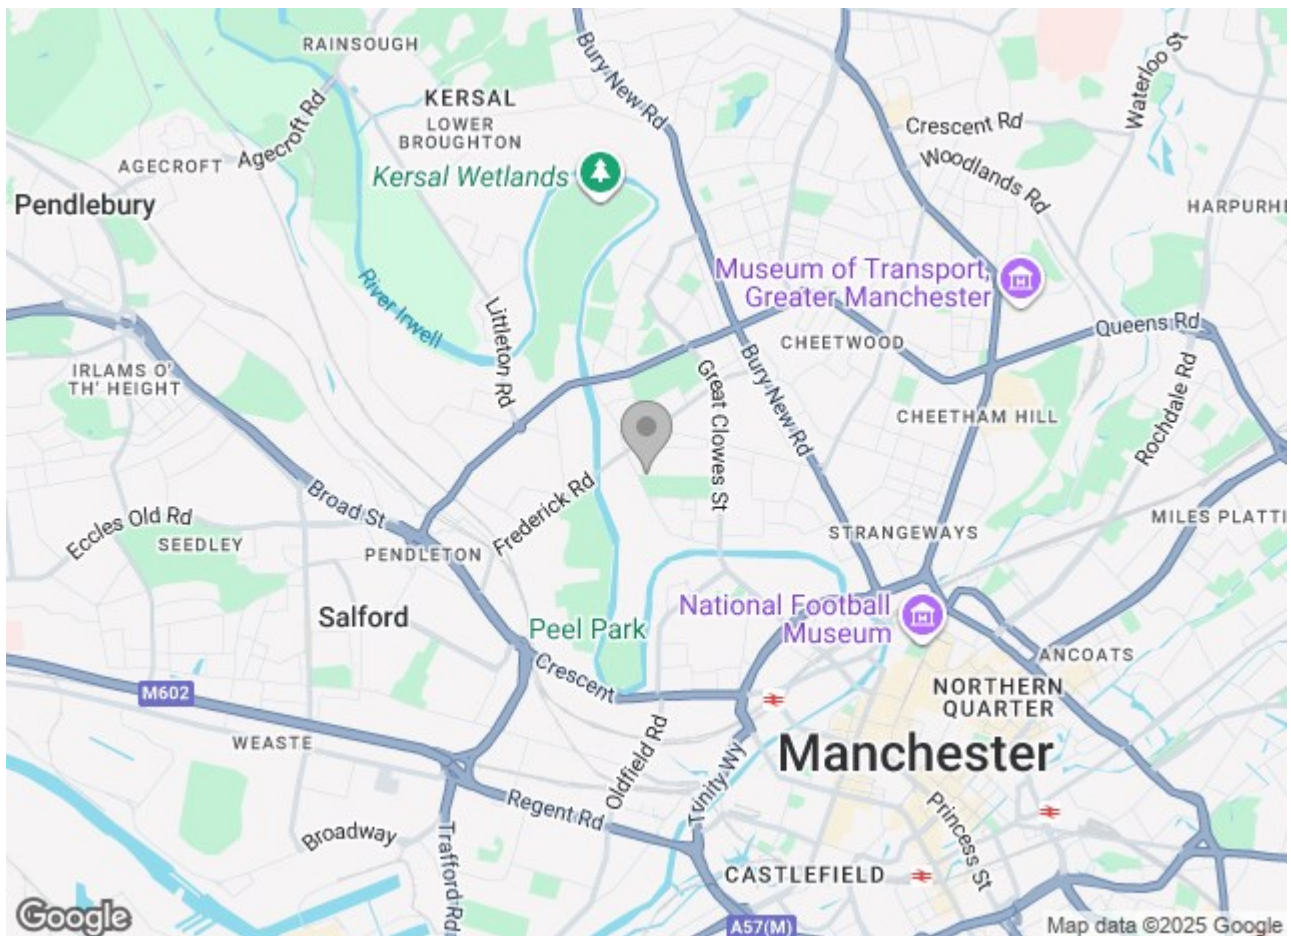 RAINSOUGH
Bury New Rd
KERSAL
LOWER
BROUGHTON
Waterloo St
Crescent Rd
Agecroft Rd
AGECROFT
Woodlands Rd
Kersal Wetlands
Pendlebury
HARPURHE
Museum of Transport,
Greater Manchester
River Irwell
Littleton Rd
Queens Rd
CHEETWOOD
IRLAMS O'
TH' HEIGHT
Great Clowes St
Bury New Rd
Rochdale Rd
CHEETHAM HILL
Broad St
Frederick Rd
Eccles Old Rd
SEEDLEY
MILES PLATTI
STRANGEWAYS
PENDLETON
National Football
Museum
Salford
Peel Park
ANCOATS
Crescent
NORTHERN
QUARTER
M602
WEASTE
Oldfield Rd
Manchester
Trinity Wy
Regent Rd
Princess St
Broadway
Trafford Rd
CASTLEFIELD
Google
A57(M)
Map data ©2025 Google